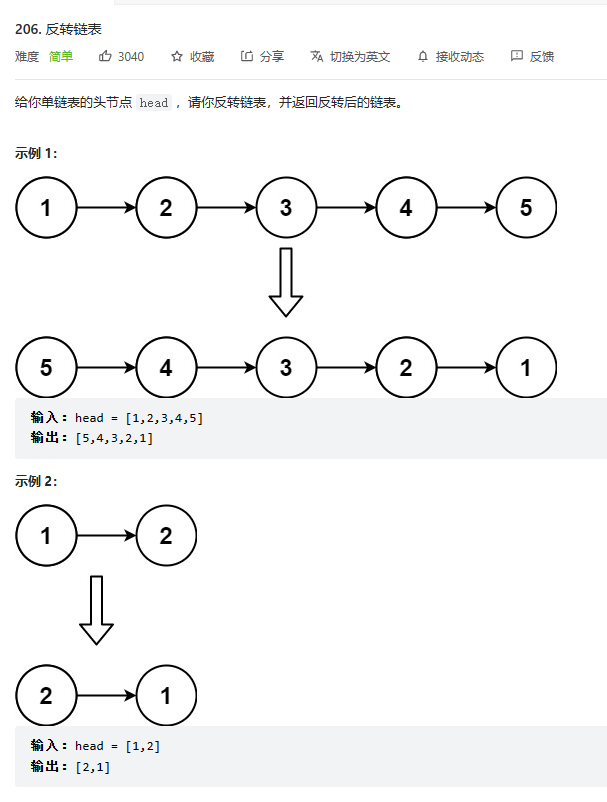 206. 反转链表
难度 简单 3040 收藏 分享 切换为英文 接收动态 反馈
给你单链表的头节点 head ，请你反转链表，并返回反转后的链表。
示例 1：
1 2 3 4 5
5 4 3 2 1
输入：head = [1,2,3,4,5]
输出：[5,4,3,2,1]
示例 2：
1 2
2 1
输入：head = [1,2]
输出：[2,1]